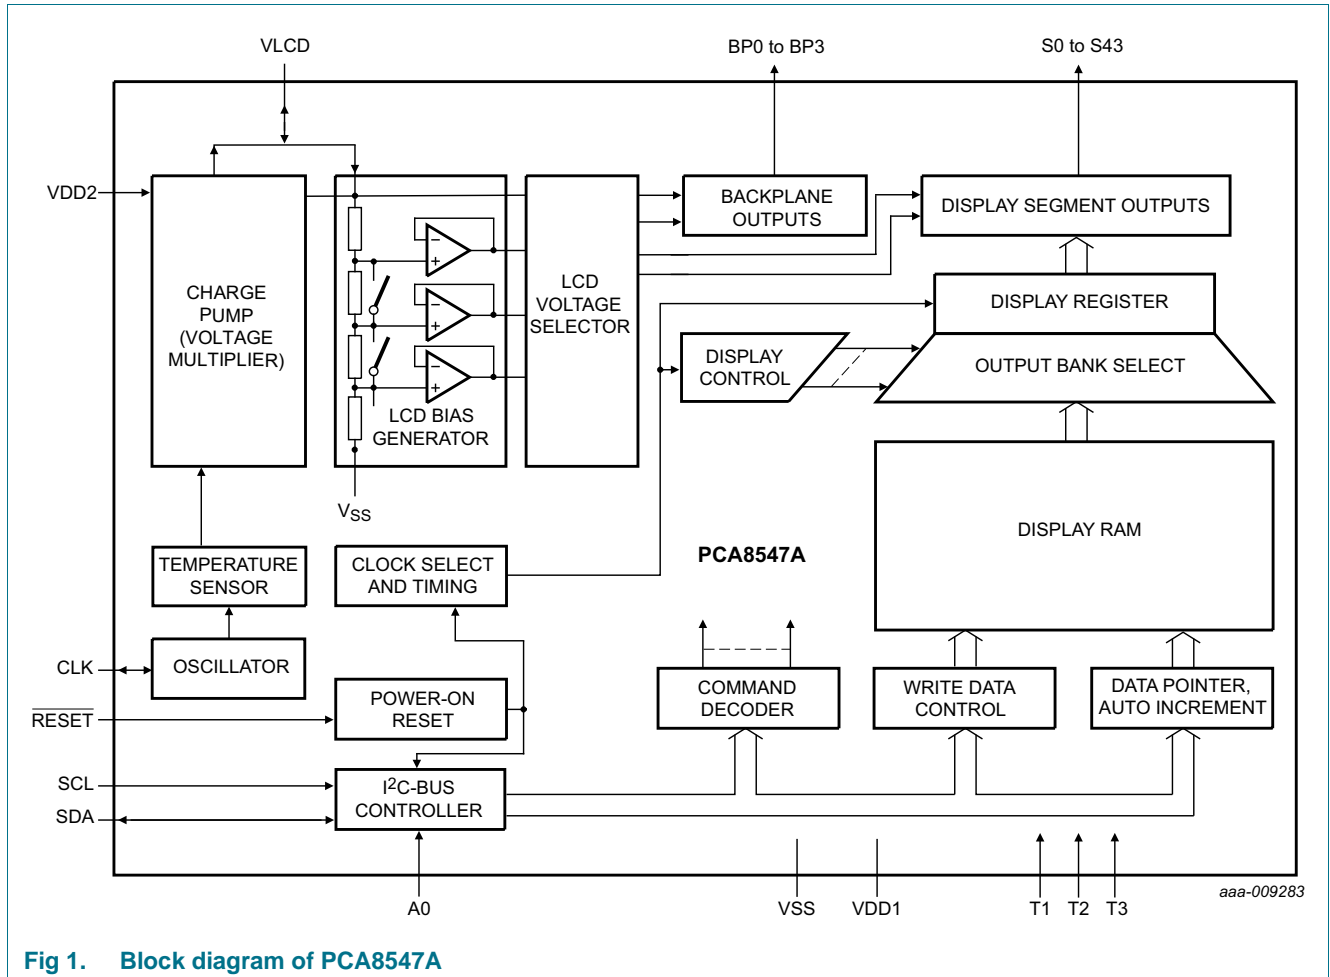 VLCD
BP0 to BP3
S0 to S43
VDD2
CHARGE
PUMP
(VOLTAGE
MULTIPLIER)
LCD BIAS
GENERATOR
LCD
VOLTAGE
SELECTOR
BACKPLANE
OUTPUTS
DISPLAY SEGMENT OUTPUTS
DISPLAY REGISTER
DISPLAY
CONTROL
OUTPUT BANK SELECT
VSS
DISPLAY RAM
PCA8547A
TEMPERATURE
SENSOR
CLOCK SELECT
AND TIMING
CLK
OSCILLATOR
RESET
POWER-ON
RESET
COMMAND
DECODER
WRITE DATA
CONTROL
DATA POINTER,
AUTO INCREMENT
SCL
SDA
I2C-BUS
CONTROLLER
A0
VSS
VDD1
T1
T2
T3
aaa-009283
Fig 1. Block diagram of PCA8547A